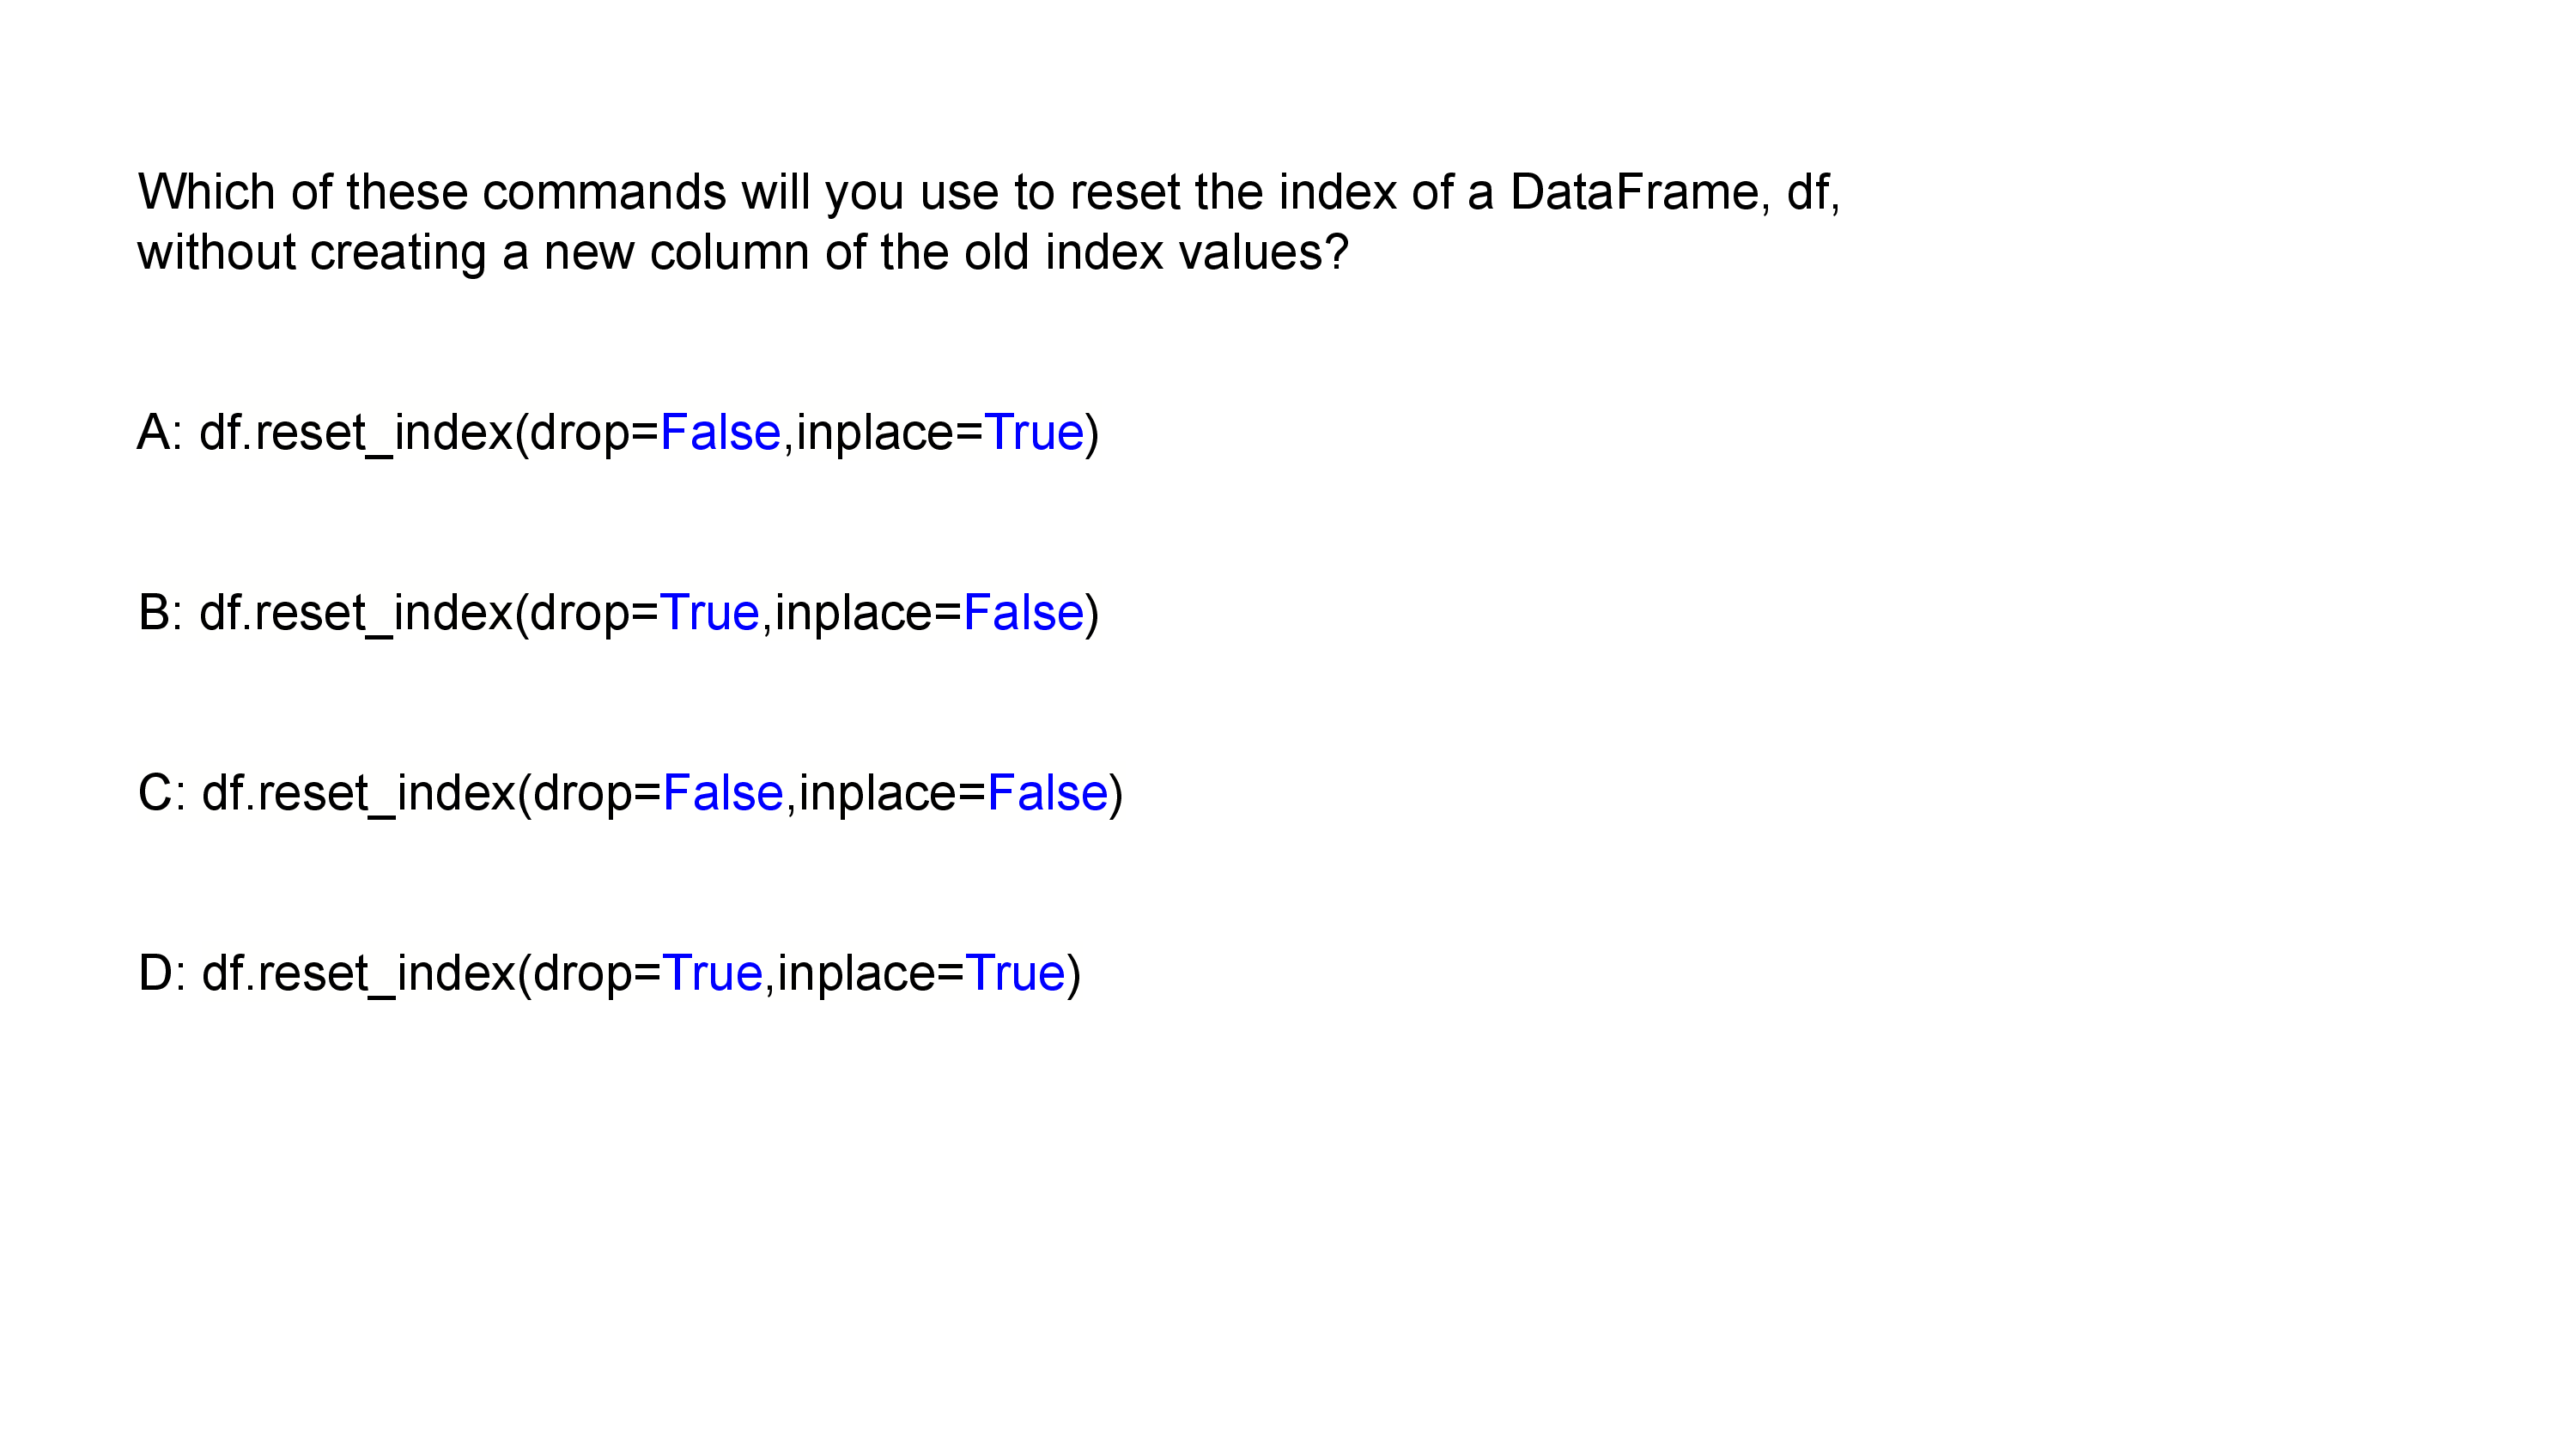 Which of these commands will you use to reset the index of a DataFrame, df,
without creating a new column of the old index values?
A: df.reset_index(drop=False,inplace=True)
B: df.reset_index(drop=True,inplace=False)
C: df.reset_index(drop=False,inplace=False)
D: df.reset_index(drop=True,inplace=True)